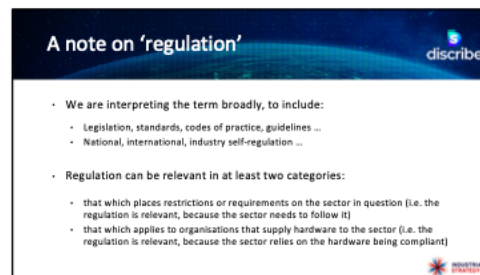 A note on ‘regulation’
discribe
• We are interpreting the term broadly, to include:
• Legislation, standards, codes of practice, guidelines ...
• National, international, industry self-regulation ...
• Regulation can be relevant in at least two categories:
• that which places restrictions or requirements on the sector in question (i.e. the
regulation is relevant, because the sector needs to follow it)
• that which applies to organisations that supply hardware to the sector (i.e. the
regulation is relevant, because the sector relies on the hardware being compliant)
INDUSTRIAL
STRATEGY